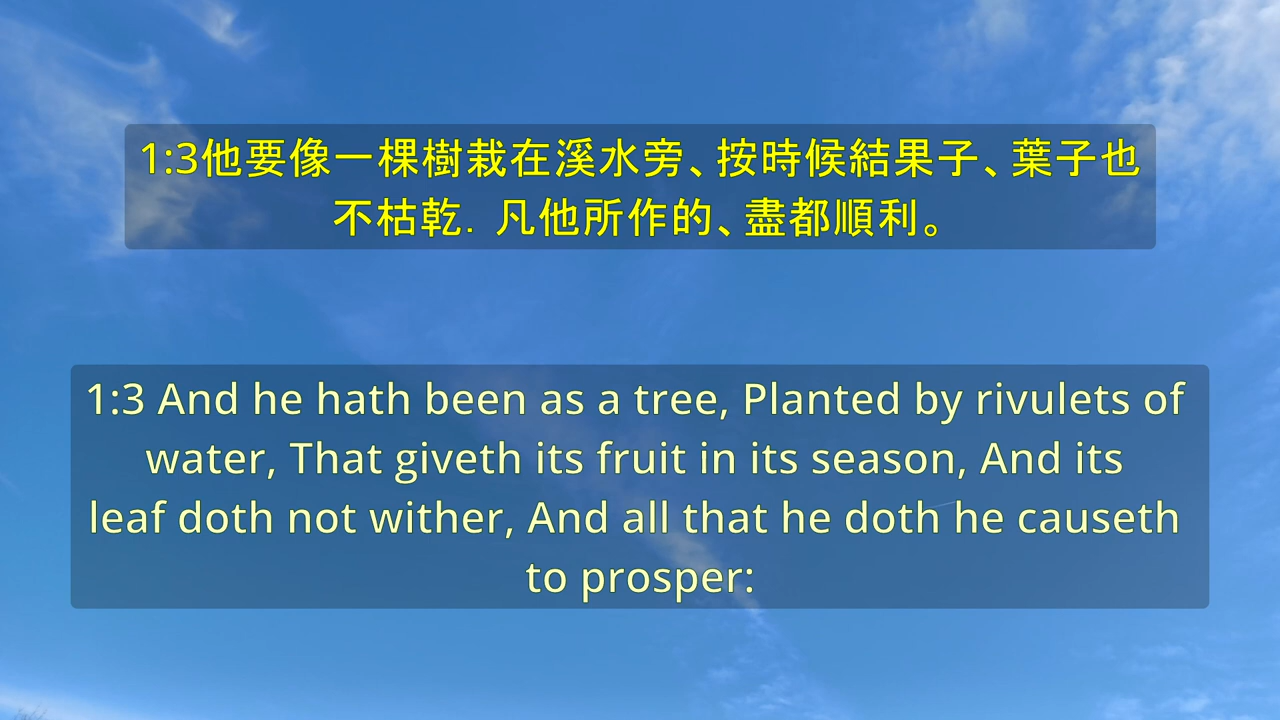 1:3他要像一棵樹栽在溪水旁、按時候結果子、葉子也
不枯乾．凡他所作的、盡都順利。
1:3 And he hath been as a tree, Planted by rivulets of
water, That giveth its fruit in its season, And its
leaf doth not wither, And all that he doth he causeth
to prosper: